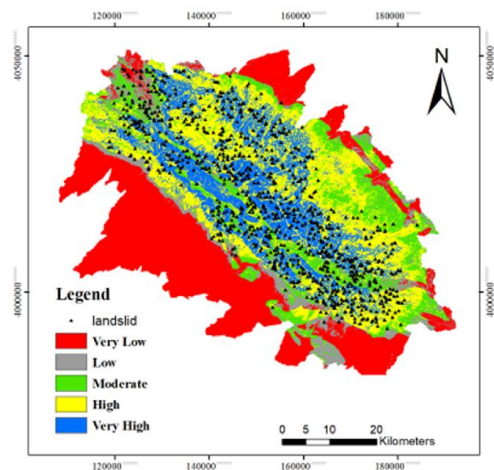 120000 140000 160000 180000
4050000
4050000
N
4000000
4000000
Legend
landslid
Very Low
Low
Moderate
High
Very High
0 5 10 20
Kilometers
120000 140000 160000 180000